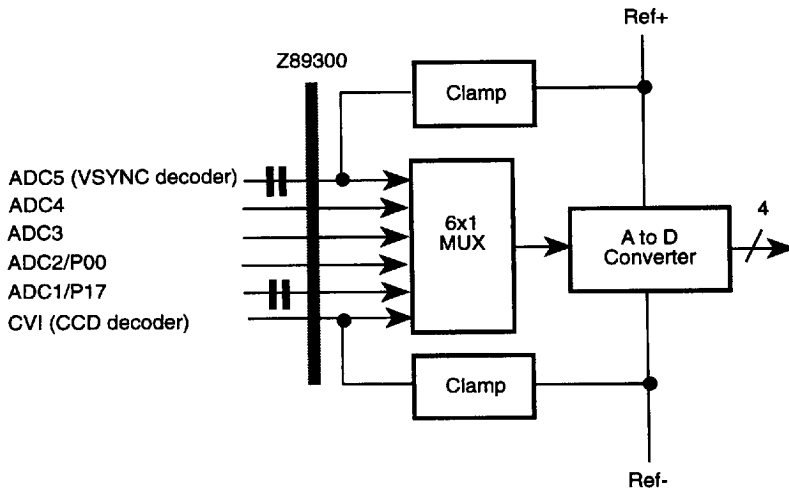 Ref+
Z89300
Clamp
ADC5 (VSYNC decoder)
ADC4
ADC3
ADC2/P00
ADC1/P17
CVI (CCD decoder)
6x1
MUX
A to D
Converter
4
Clamp
Ref-